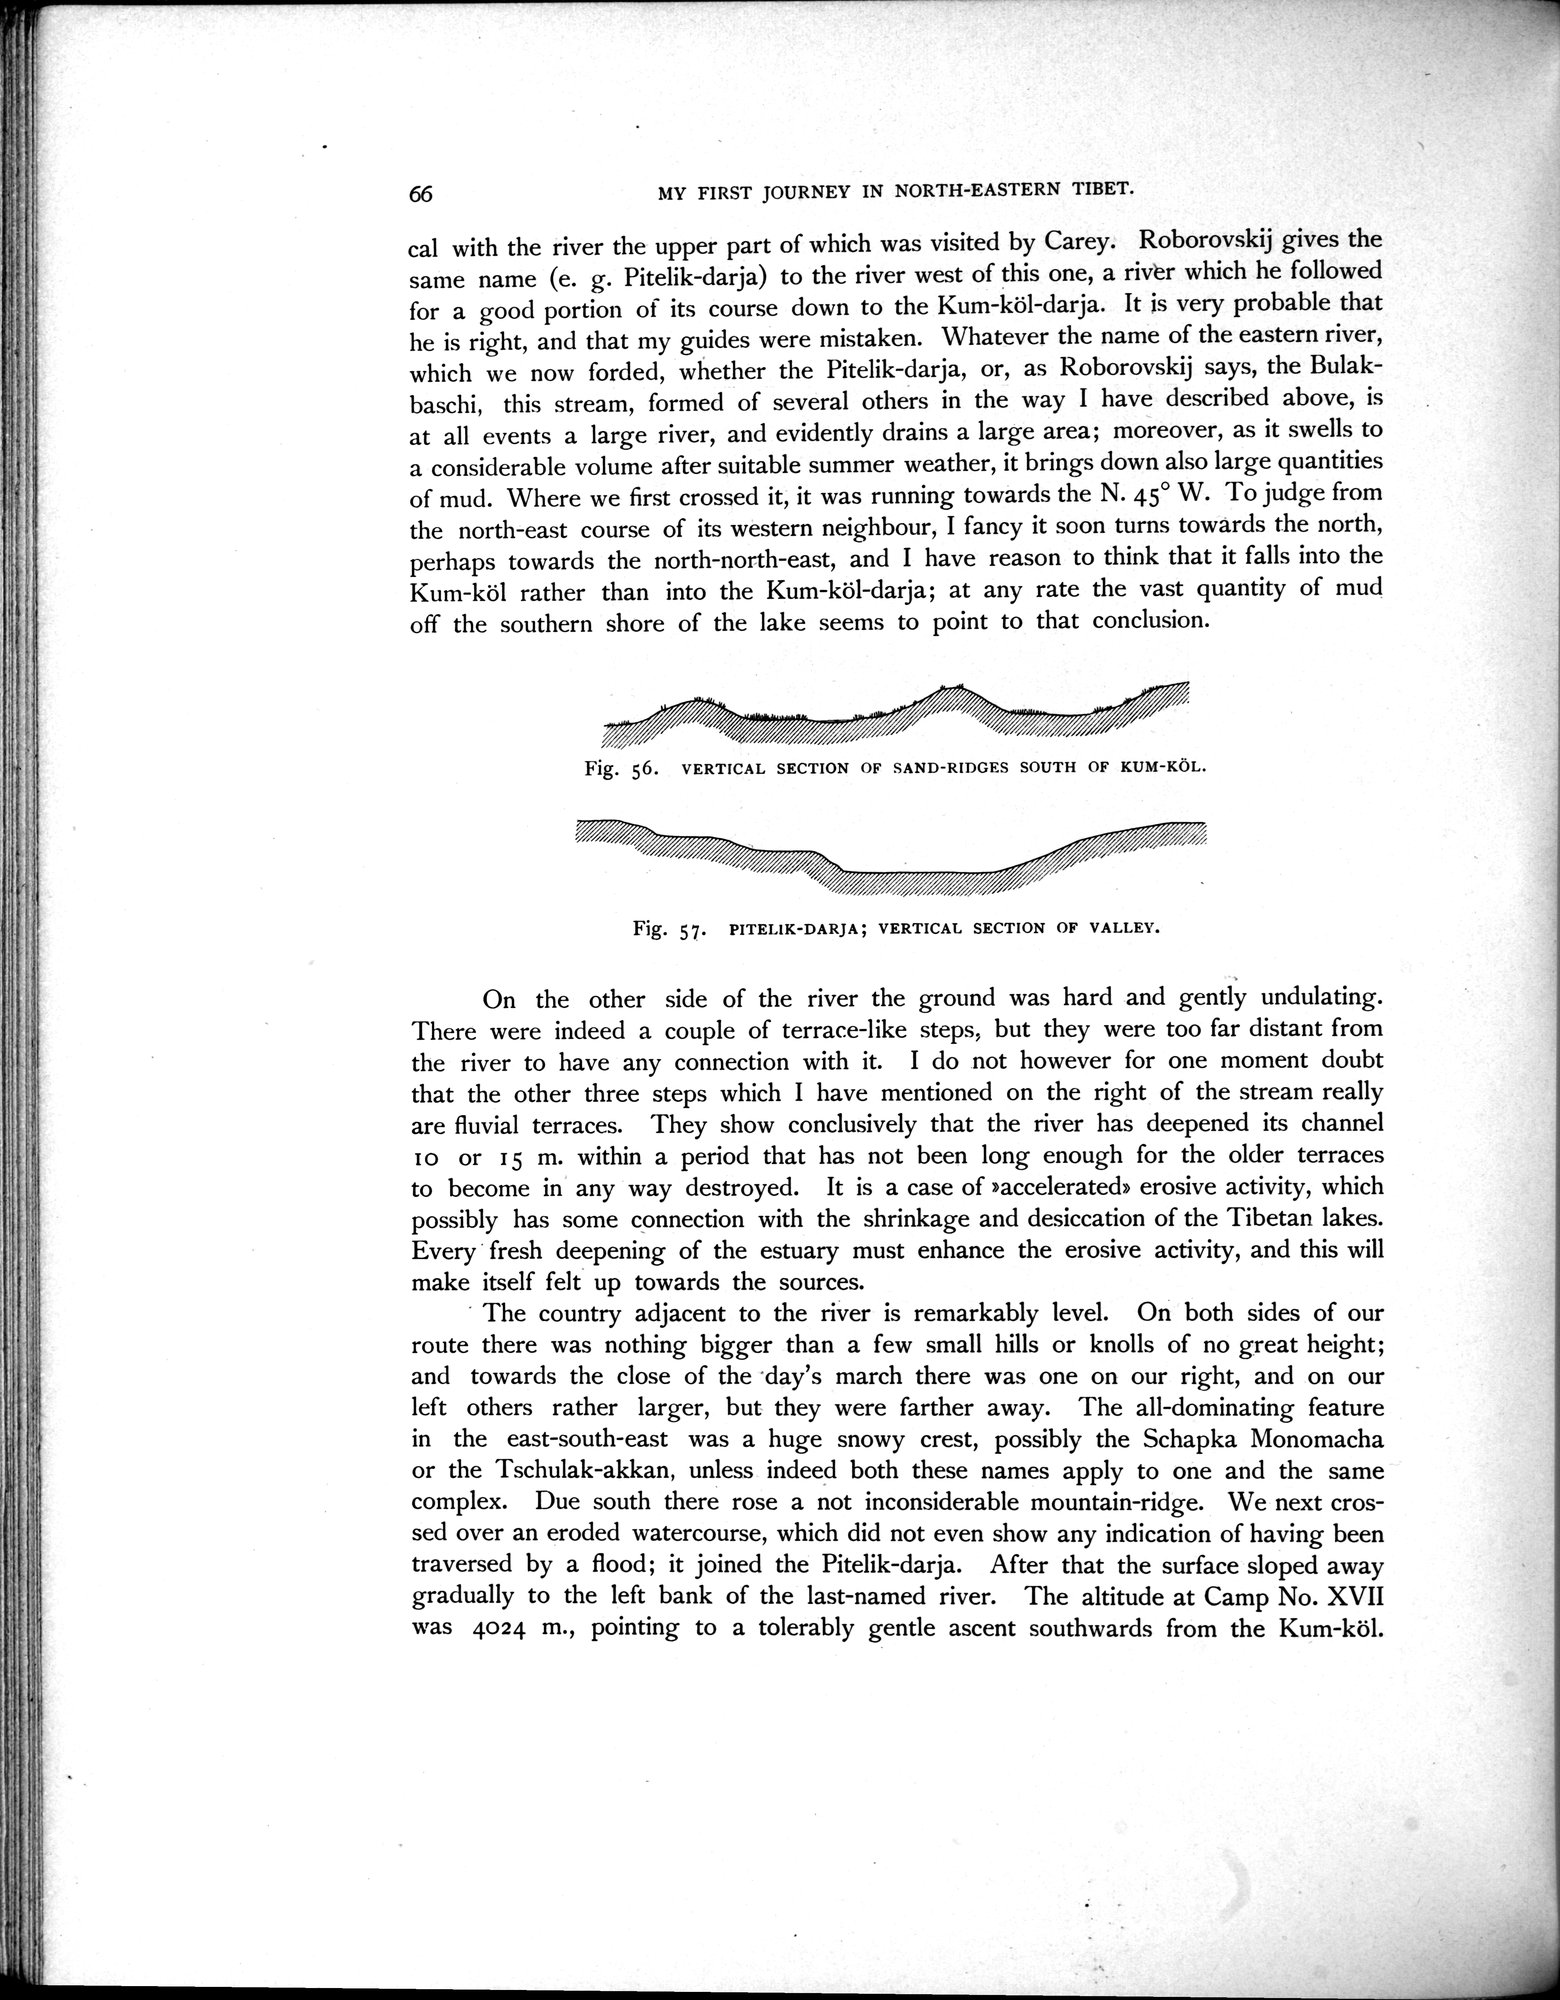 66 MY FIRST JOURNEY IN NORTH-EASTERN TIBET.
cal with the river the upper part of which was visited by Carey. Roborovskij gives the
same name (e. g. Pitelik-darja) to the river west of this one, a river which he followed
for a good portion of its course down to the Kum-köl-darja. It is very probable that
he is right, and that my guides were mistaken. Whatever the name of the eastern river,
which we now forded, whether the Pitelik-darja, or, as Roborovskij says, the Bulak-
baschi, this stream, formed of several others in the way I have described above, is
at all events a large river, and evidently drains a large area; moreover, as it swells to
a considerable volume after suitable summer weather, it brings down also large quantities
of mud. Where we first crossed it, it was running towards the N. 45° W. To judge from
the north-east course of its western neighbour, I fancy it soon turns towards the north,
perhaps towards the north-north-east, and I have reason to think that it falls into the
Kum-köl rather than into the Kum-köl-darja; at any rate the vast quantity of mud
off the southern shore of the lake seems to point to that conclusion.
Fig. 56. VERTICAL SECTION OF SAND-RIDGES SOUTH OF KUM-KÖL.
Fig. 57. PITELIK-DARJA; VERTICAL SECTION OF VALLEY.
On the other side of the river the ground was hard and gently undulating.
There were indeed a couple of terrace-like steps, but they were too far distant from
the river to have any connection with it. I do not however for one moment doubt
that the other three steps which I have mentioned on the right of the stream really
are fluvial terraces. They show conclusively that the river has deepened its channel
10 or 15 m. within a period that has not been long enough for the older terraces
to become in any way destroyed. It is a case of »accelerated» erosive activity, which
possibly has some connection with the shrinkage and desiccation of the Tibetan lakes.
Every fresh deepening of the estuary must enhance the erosive activity, and this will
make itself felt up towards the sources.
The country adjacent to the river is remarkably level. On both sides of our
route there was nothing bigger than a few small hills or knolls of no great height;
and towards the close of the day's march there was one on our right, and on our
left others rather larger, but they were farther away. The all-dominating feature
in the east-south-east was a huge snowy crest, possibly the Schapka Monomacha
or the Tschulak-akkan, unless indeed both these names apply to one and the same
complex. Due south there rose a not inconsiderable mountain-ridge. We next cros-
sed over an eroded watercourse, which did not even show any indication of having been
traversed by a flood; it joined the Pitelik-darja. After that the surface sloped away
gradually to the left bank of the last-named river. The altitude at Camp No. XVII
was 4024 m., pointing to a tolerably gentle ascent southwards from the Kum-köl.